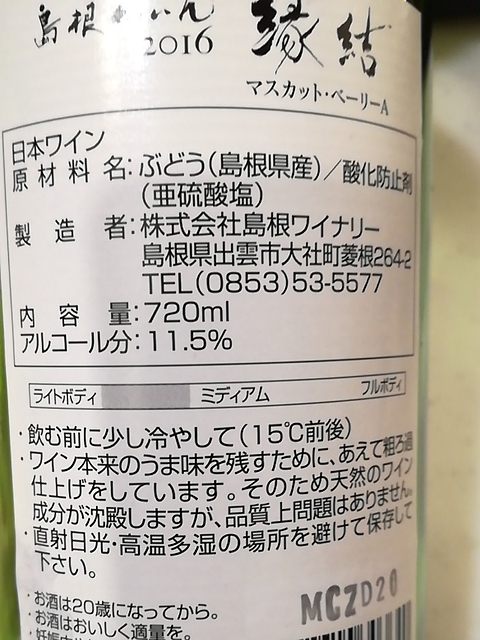 島根わいん 縁結
2016
マスカット・ベーリーA
日本ワイン
原材料名：ぶどう（島根県産）／酸化防止剤
（亜硫酸塩）
製造者：株式会社島根ワイナリー
島根県出雲市大社町菱根264-2
TEL(0853)53-5577
内容量：720ml
アルコール分：11.5%
ライトボディ ミディアム フルボディ
・飲む前に少し冷やして（15℃前後）
・ワイン本来のうま味を残すために、あえて粗ろ過
仕上げをしています。そのため天然のワイン
成分が沈殿しますが、品質上問題はありません。
・直射日光・高温多湿の場所を避けて保存して
下さい。
・お酒は20歳になってから。
・お酒はおいしく適量を。
MCZD20